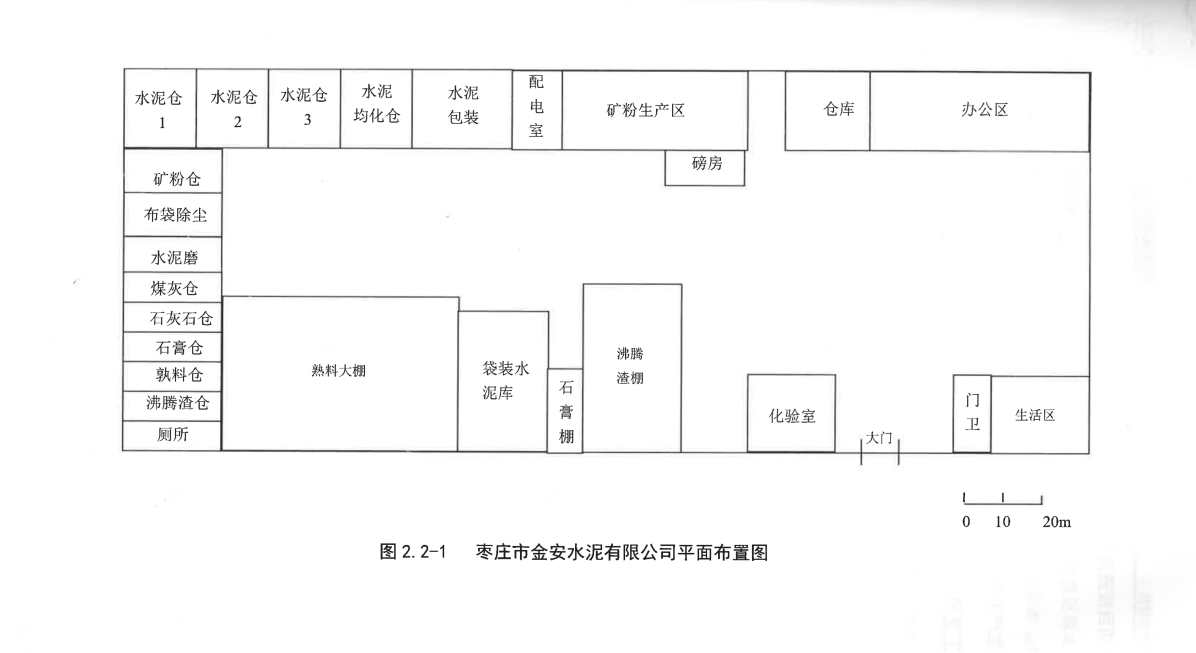 水泥仓
1
水泥仓
2
水泥仓
3
水泥
均化仓
水泥
包装
配
电
室
矿粉生产区
仓库
办公区
磅房
矿粉仓
布袋除尘
水泥磨
煤灰仓
石灰石仓
石膏仓
孰料仓
沸腾渣仓
厕所
熟料大棚
袋装水
泥库
石
膏
棚
沸腾
渣棚
化验室
大门
门
卫
生活区
0 10 20m
图 2.2-1 枣庄市金安水泥有限公司平面布置图